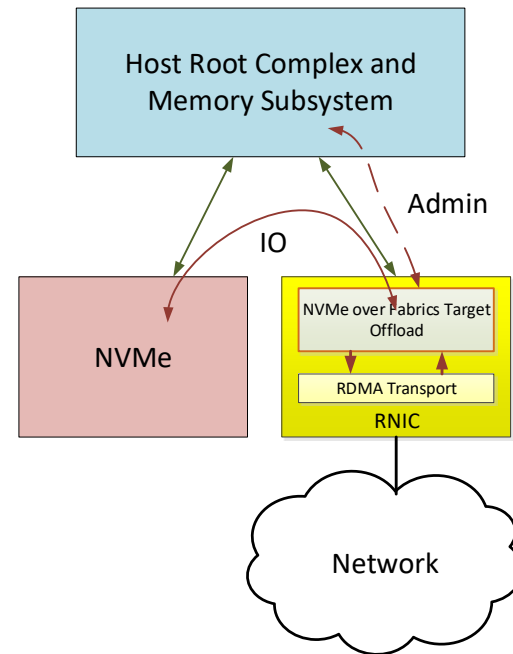 Host Root Complex and
Memory Subsystem
Admin
IO
NVMe
NVMe over Fabrics Target
Offload
RDMA Transport
RNIC
Network